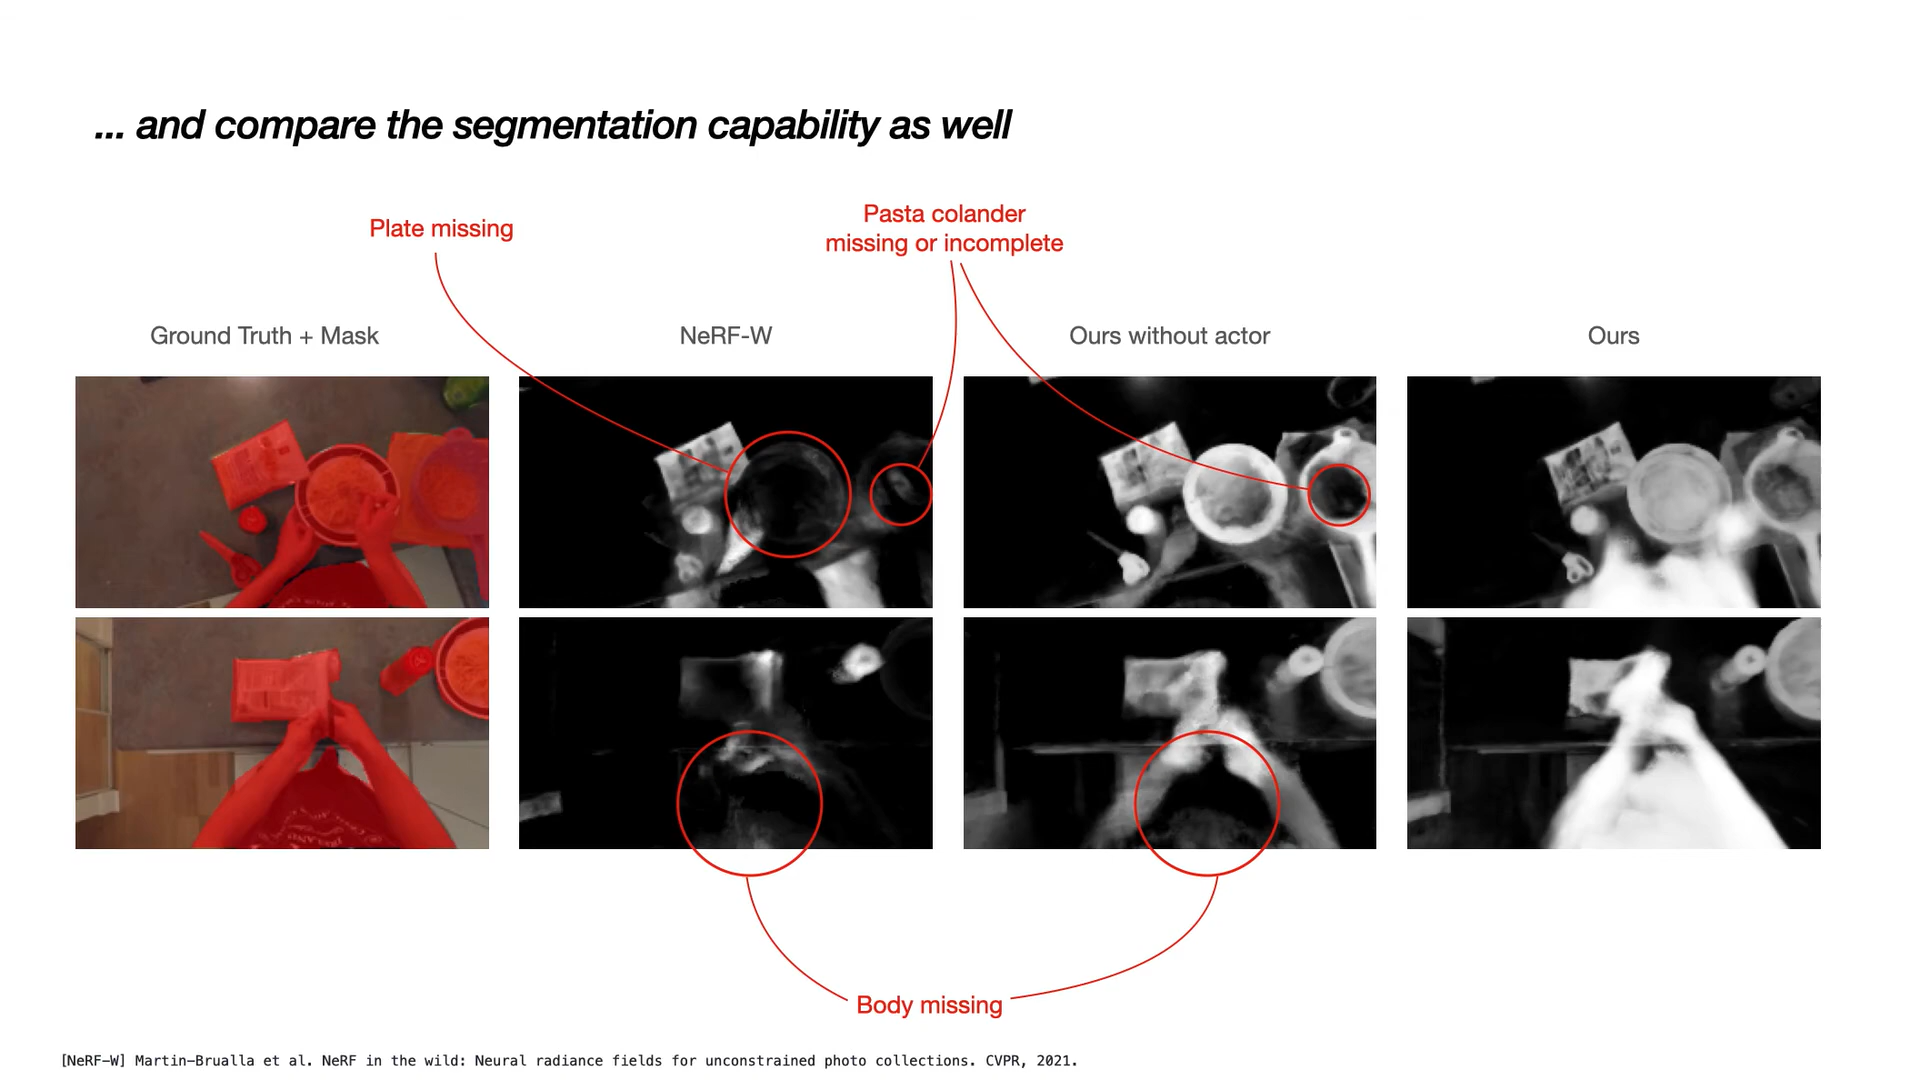 ... and compare the segmentation capability as well
Plate missing
Pasta colander
missing or incomplete
Ground Truth + Mask
NeRF-W
Ours without actor
Ours
Body missing
[NeRF-W] Martin-Brualla et al. NeRF in the wild: Neural radiance fields for unconstrained photo collections. CVPR, 2021.